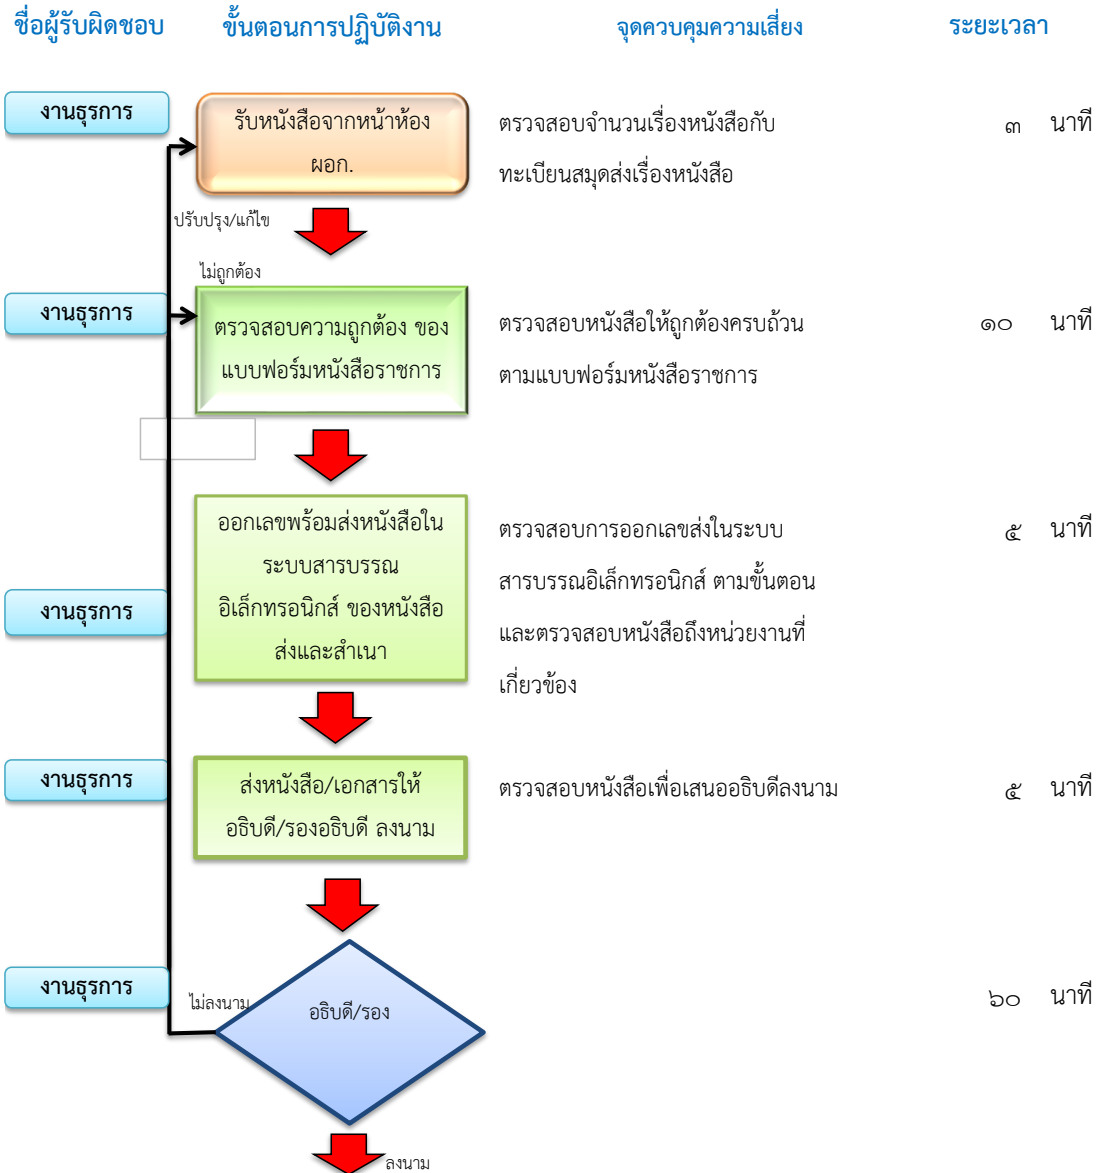 ชื่อผู้รับผิดชอบ ขั้นตอนการปฏิบัติงาน จุดควบคุมความเสี่ยง ระยะเวลา
งานธุรการ
รับหนังสือจากหน้าห้อง
ผอก.
ตรวจสอบจำนวนเรื่องหนังสือกับ
ทะเบียนสมุดส่งเรื่องหนังสือ
๓ นาที
ปรับปรุง/แก้ไข
ไม่ถูกต้อง
งานธุรการ
ตรวจสอบความถูกต้อง ของ
แบบฟอร์มหนังสือราชการ
ตรวจสอบหนังสือให้ถูกต้องครบถ้วน
ตามแบบฟอร์มหนังสือราชการ
๑๐ นาที
งานธุรการ
ออกเลขพร้อมส่งหนังสือใน
ระบบสารบรรณ
อิเล็กทรอนิกส์ ของหนังสือ
ส่งและสำเนา
ตรวจสอบการออกเลขส่งในระบบ
สารบรรณอิเล็กทรอนิกส์ ตามขั้นตอน
และตรวจสอบหนังสือถึงหน่วยงานที่
เกี่ยวข้อง
๕ นาที
งานธุรการ
ส่งหนังสือ/เอกสารให้
อธิบดี/รองอธิบดี ลงนาม
ตรวจสอบหนังสือเพื่อเสนออธิบดีลงนาม
๕ นาที
งานธุรการ
ไม่ลงนาม
อธิบดี/รอง
๖๐ นาที
ลงนาม